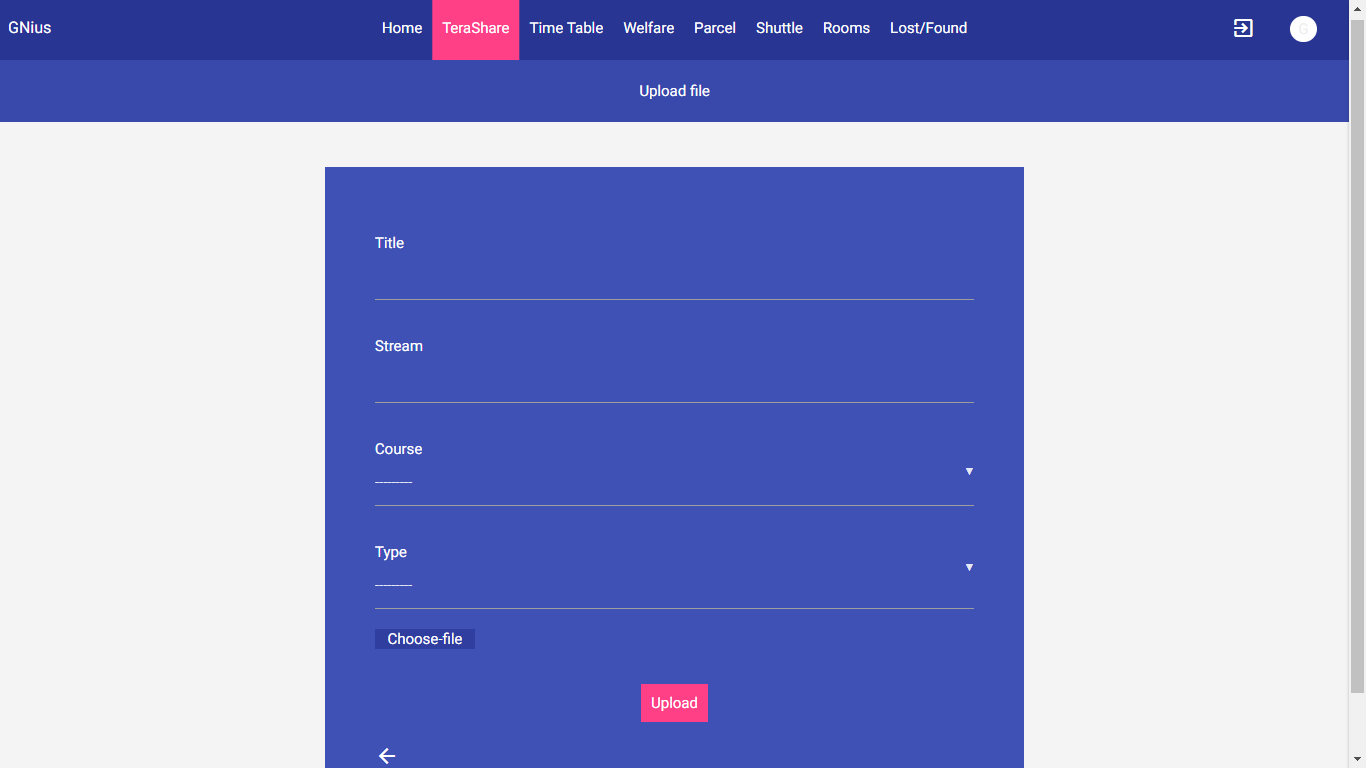 GNius Home TeraShare Time Table Welfare Parcel Shuttle Rooms Lost/Found
Upload file
Title
Stream
Course
---------
Type
---------
Choose-file
Upload